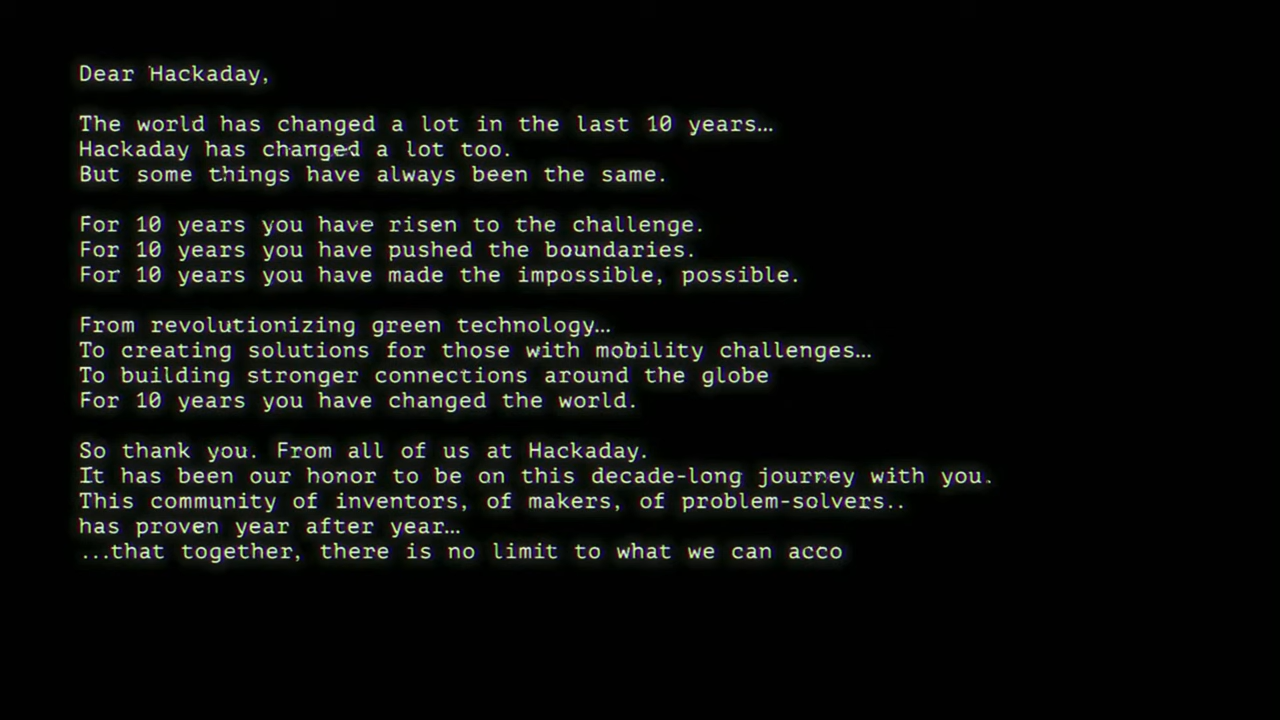 Dear Hackaday,
The world has changed a lot in the last 10 years…
Hackaday has changed a lot too.
But some things have always been the same.
For 10 years you have risen to the challenge.
For 10 years you have pushed the boundaries.
For 10 years you have made the impossible, possible.
From revolutionizing green technology…
To creating solutions for those with mobility challenges…
To building stronger connections around the globe
For 10 years you have changed the world.
So thank you. From all of us at Hackaday.
It has been our honor to be on this decade-long journey with you.
This community of inventors, of makers, of problem-solvers..
has proven year after year…
...that together, there is no limit to what we can acco